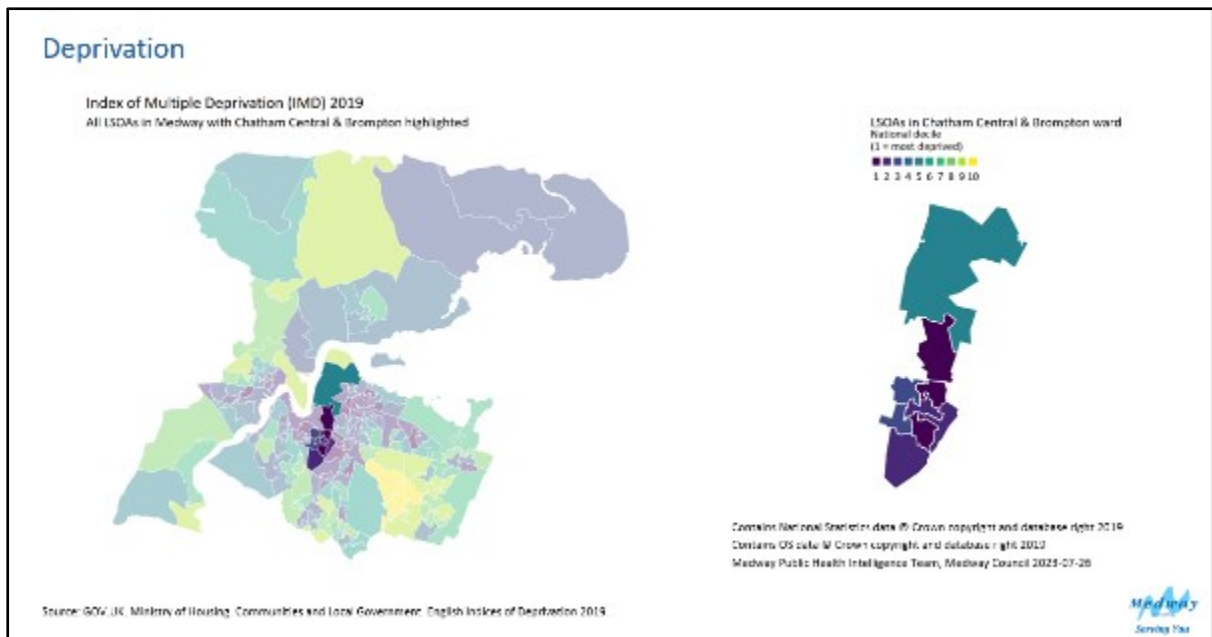 Deprivation
Index of Multiple Deprivation (IMD) 2019
All LSOAs in Medway with Chatham Central & Brompton highlighted
LSOAs in Chatham Central & Brompton ward
National decile
(1 = most deprived)
1 2 3 4 5 6 7 8 9 10
Contains National Statistics data © Crown copyright and database right 2019
Contains OS data © Crown copyright and database right 2019
Medway Public Health Intelligence Team, Medway Council 2023-07-26
Source: GOV.UK. Ministry of Housing, Communities and Local Government. English Indices of Deprivation 2019
Medway
Serving You